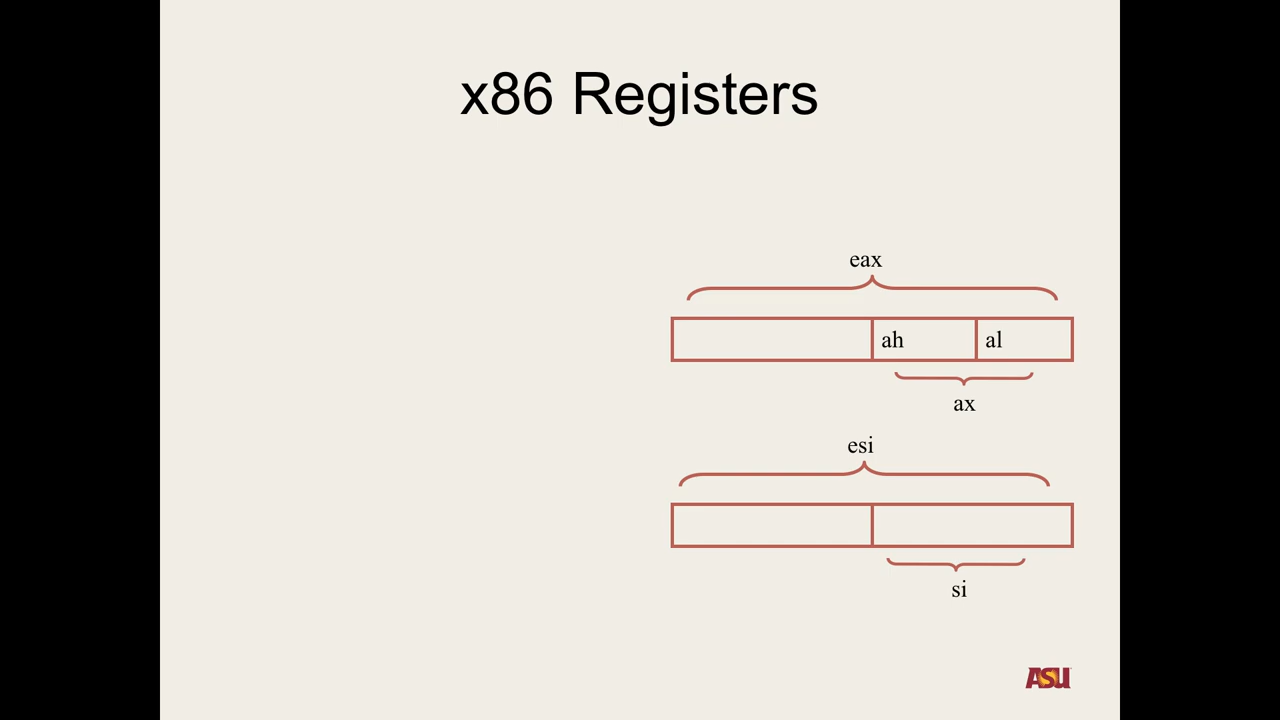 x86 Registers
eax
ah al
ax
esi
si
ASU